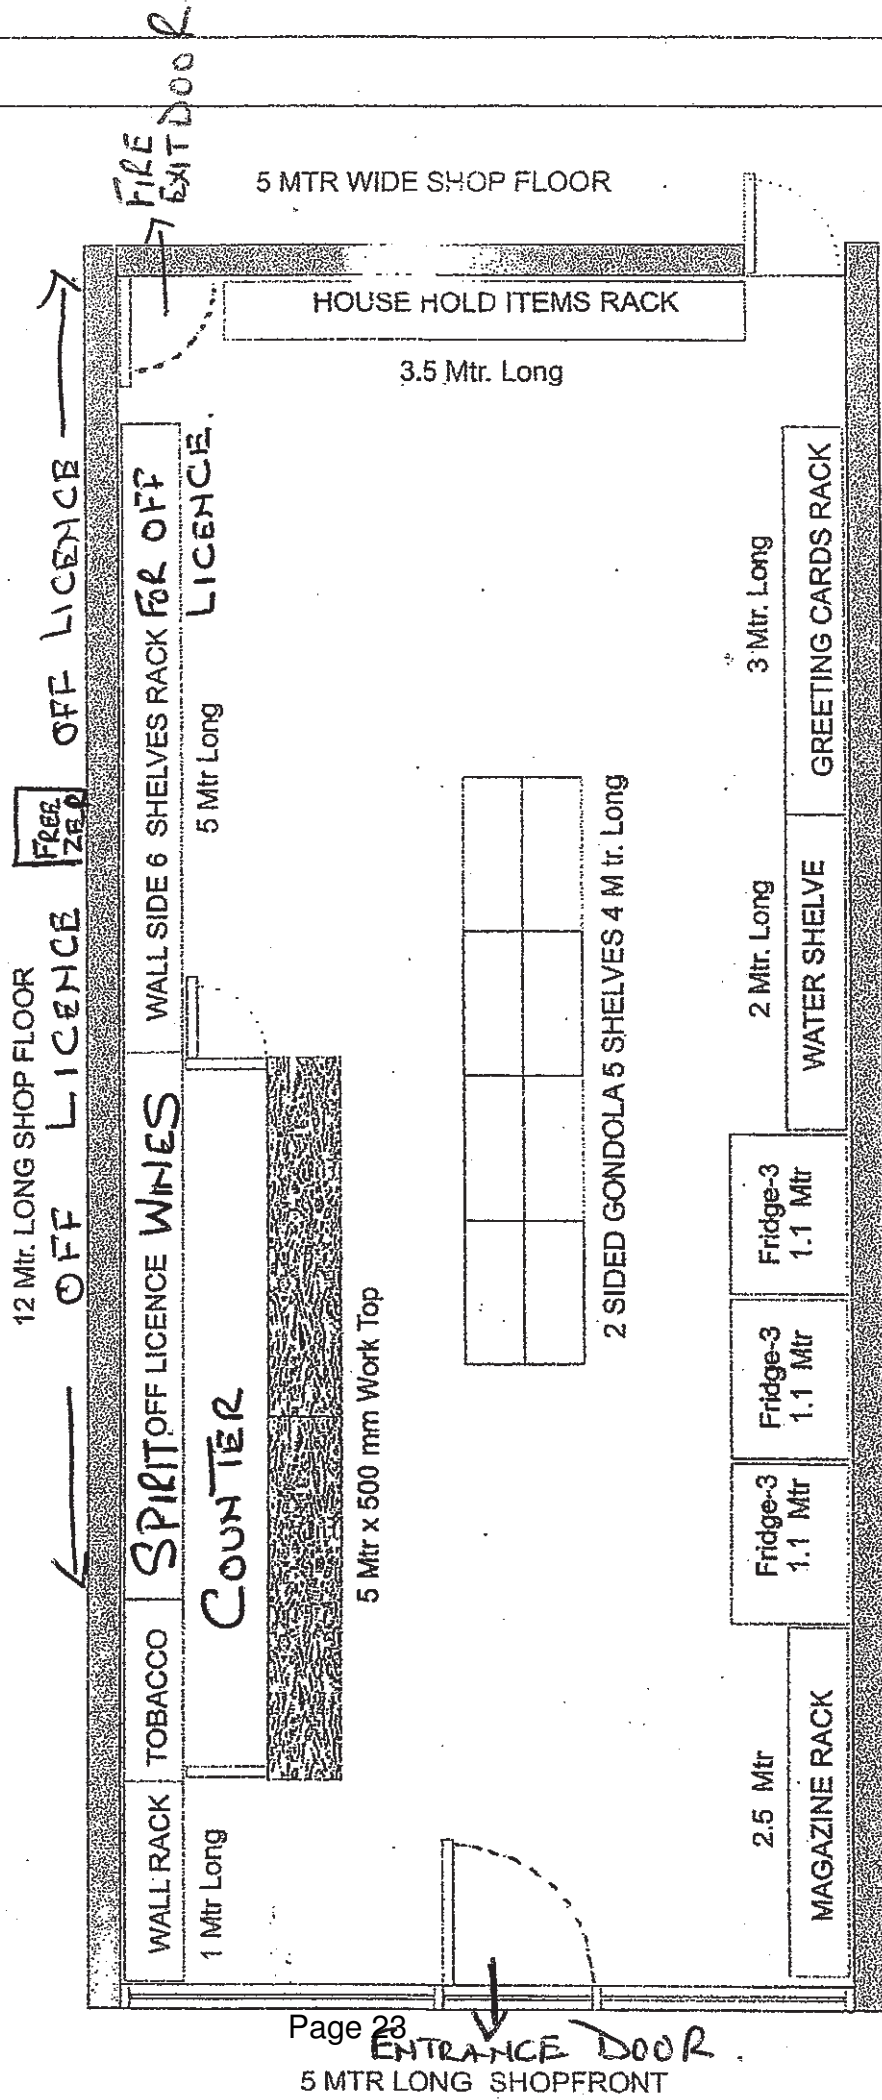 FIRE
EXIT DOOR
5 MTR WIDE SHOP FLOOR
HOUSE HOLD ITEMS RACK
3.5 Mtr. Long
12 Mtr. LONG SHOP FLOOR
OFF LICENCE
FREE
ZER
OFF LICENCE
WALL SIDE 6 SHELVES RACK FOR OFF
LICENCE.
5 Mtr Long
SPIRIT OFF LICENCE WINES
TOBACCO
WALL RACK
1 Mtr Long
COUNTER
5 Mtr x 500 mm Work Top
2 SIDED GONDOLA 5 SHELVES 4 M tr. Long
3 Mtr. Long
GREETING CARDS RACK
2 Mtr. Long
WATER SHELVE
Fridge-3
1.1 Mtr
Fridge-3
1.1 Mtr
Fridge-3
1.1 Mtr
2.5 Mtr
MAGAZINE RACK
Page 23
ENTRANCE DOOR.
5 MTR LONG SHOPFRONT